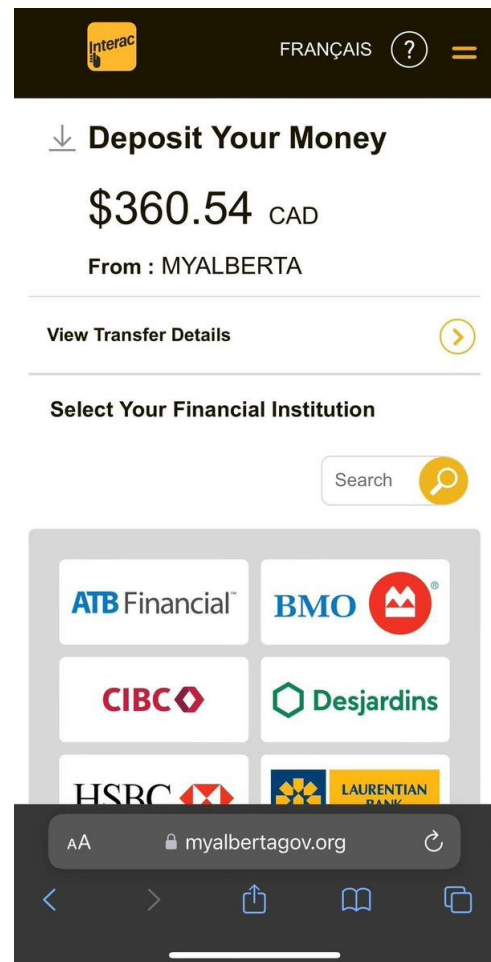 Interac
FRANÇAIS ?
Deposit Your Money
$360.54 CAD
From : MYALBERTA
View Transfer Details
Select Your Financial Institution
Search
ATB Financial™
BMO ®
CIBC
Desjardins
HSBC
LAURENTIAN
BANK
AA myalbertagov.org